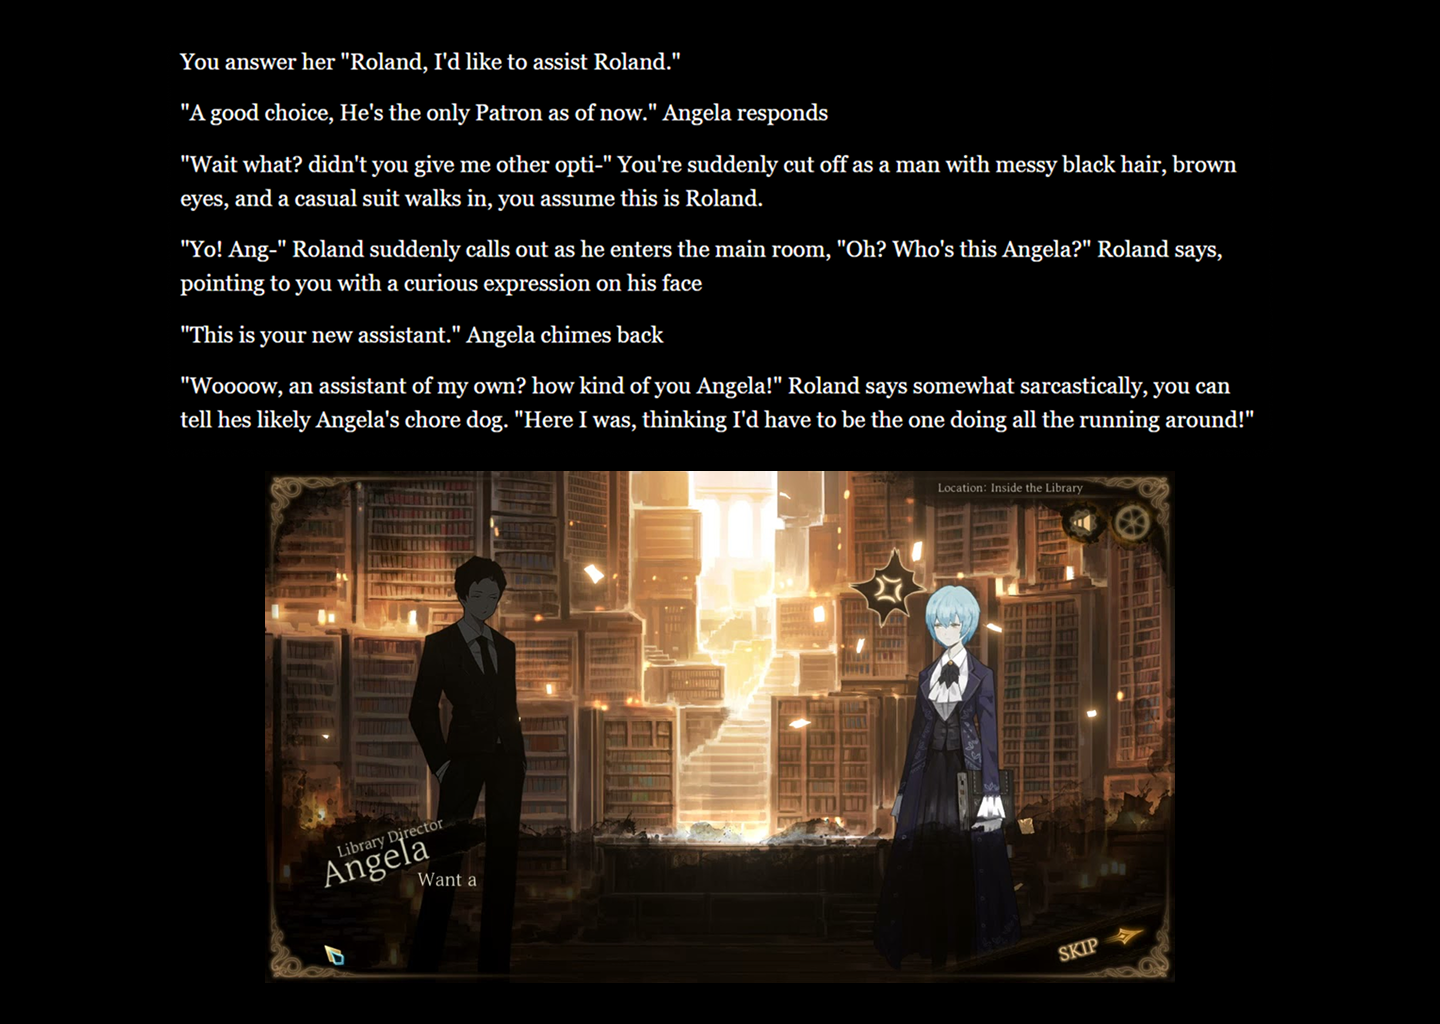 You answer her "Roland, I'd like to assist Roland."
"A good choice, He's the only Patron as of now." Angela responds
"Wait what? didn't you give me other opti-" You're suddenly cut off as a man with messy black hair, brown
eyes, and a casual suit walks in, you assume this is Roland.
"Yo! Ang-" Roland suddenly calls out as he enters the main room, "Oh? Who's this Angela?" Roland says,
pointing to you with a curious expression on his face
"This is your new assistant." Angela chimes back
"Woooow, an assistant of my own? how kind of you Angela!" Roland says somewhat sarcastically, you can
tell hes likely Angela's chore dog. "Here I was, thinking I'd have to be the one doing all the running around!"
Location: Inside the Library
Library Director
Angela
Want a
SKIP